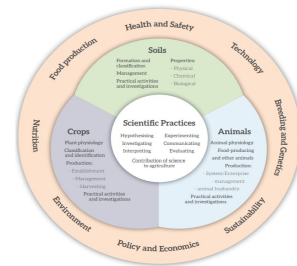 Health and Safety
Food production
Technology
Nutrition
Breeding and Genetics
Environment
Sustainability
Policy and Economics
Soils
Formation and classification
Management
Practical activities and investigations
Properties:
- Physical
- Chemical
- Biological
Scientific Practices
Hypothesising
Investigating
Interpreting
Experimenting
Communicating
Evaluating
Contribution of science
to agriculture
Crops
Plant physiology
Classification
and identification
Production:
- Establishment
- Management
- Harvesting
Practical activities
and investigations
Animals
Animal physiology
Food-producing
and other animals
Production:
- System/Enterprise
- management
- animal husbandry
Practical activities
and investigations